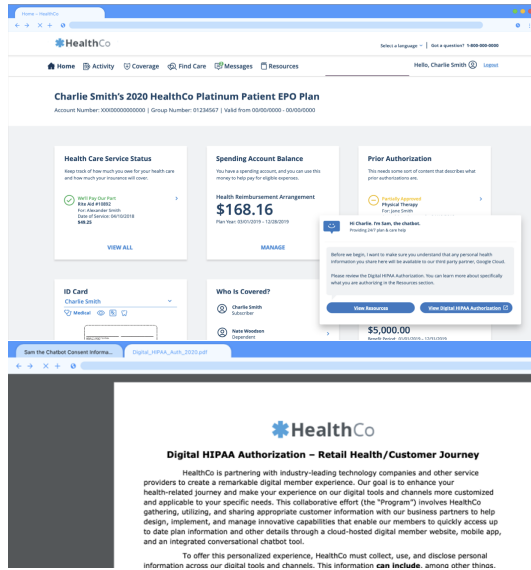 Home – HealthCo
HealthCo
Select a language
Got a question? 1-800-000-0000
Home Activity Coverage Find Care Messages Resources
Hello, Charlie Smith Logout
Charlie Smith's 2020 HealthCo Platinum Patient EPO Plan
Account Number: XXX00000000000 | Group Number: 01234567 | Valid from 00/00/0000 - 00/00/0000
Health Care Service Status
Keep track of how much you owe for your health care
and how much your insurance will cover.
We'll Pay Our Part
Rite Aid #10892
For: Alexander Smith
Date of Service: 04/10/2018
$49.25
VIEW ALL
Spending Account Balance
You have a spending account, and you can use this
money to help pay for eligible expenses.
Health Reimbursement Arrangement
$168.16
Plan Year: 03/01/2019 - 12/28/2019
MANAGE
Prior Authorization
This needs some sort of content that describes what
prior authorizations are.
Partially Approved
Physical Therapy
For: Jane Smith
Hi Charlie. I'm Sam, the chatbot.
Providing 24/7 plan & care help
Before we begin, I want to make sure you understand that any personal health
information you share here will be available to our third party partner, Google Cloud.
Please review the Digital HIPAA Authorization. You can learn more about specifically
what you are authorizing in the Resources section.
View Resources
View Digital HIPAA Authorization
ID Card
Charlie Smith
Medical
Who Is Covered?
Charlie Smith
Subscriber
Nate Woodsen
Dependent
$5,000.00
Benefit Period: 01/01/2019 - 12/31/2019
Sam the Chatbot Consent Informa...
Digital_HIPAA_Auth_2020.pdf
HealthCo
Digital HIPAA Authorization – Retail Health/Customer Journey
HealthCo is partnering with industry-leading technology companies and other service
providers to create a remarkable digital member experience. Our goal is to enhance your
health-related journey and make your experience on our digital tools and channels more customized
and applicable to your specific needs. This collaborative effort (the "Program") involves HealthCo
gathering, utilizing, and sharing appropriate customer information with our business partners to help
design, implement, and manage innovative capabilities that enable our members to quickly access up
to date plan information and other details through a cloud-hosted digital member website, mobile app,
and an integrated conversational chatbot tool.
To offer this personalized experience, HealthCo must collect, use, and disclose personal
information across our digital tools and channels. This information can include, among other things,